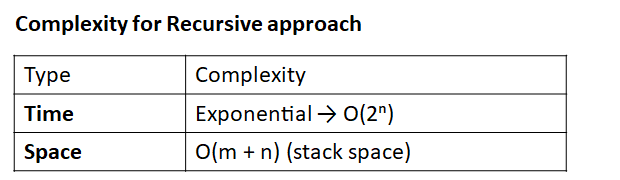 Complexity for Recursive approach
Type Complexity
Time Exponential → O(2ⁿ)
Space O(m + n) (stack space)